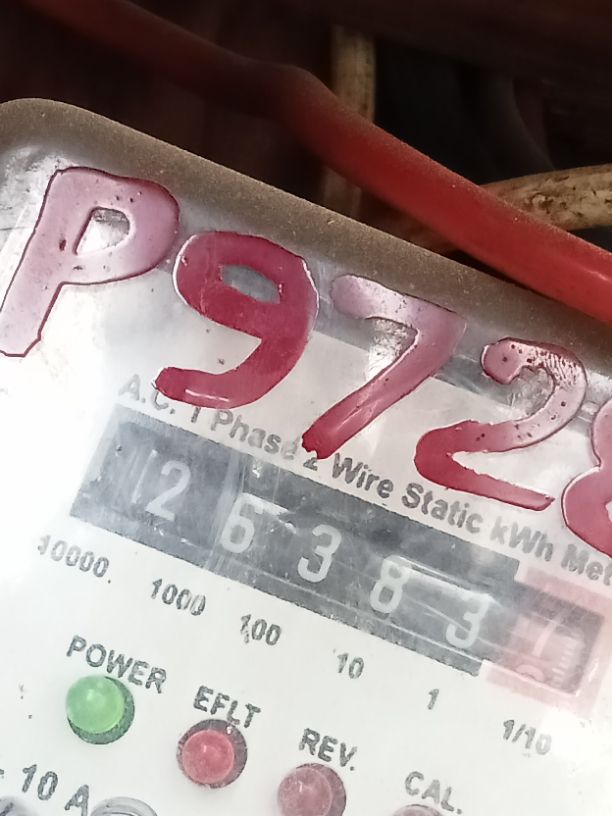 P9728
A.C. 1 Phase 2 Wire Static kWh Met
2 6 3 8 3
10000 1000 100 10 1 1/10
POWER EFLT REV. CAL.
- 10 A